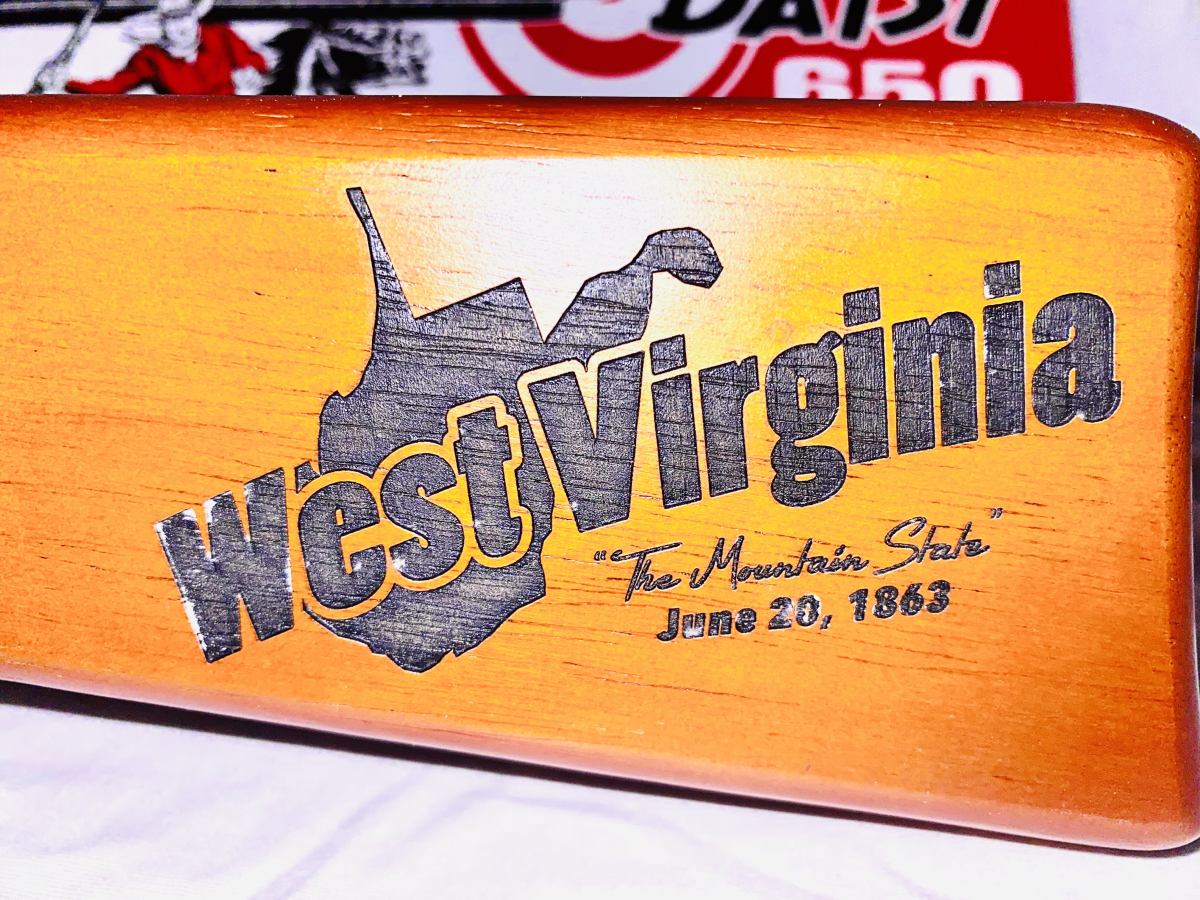 DAISY
650
West Virginia
"The Mountain State"
June 20, 1863